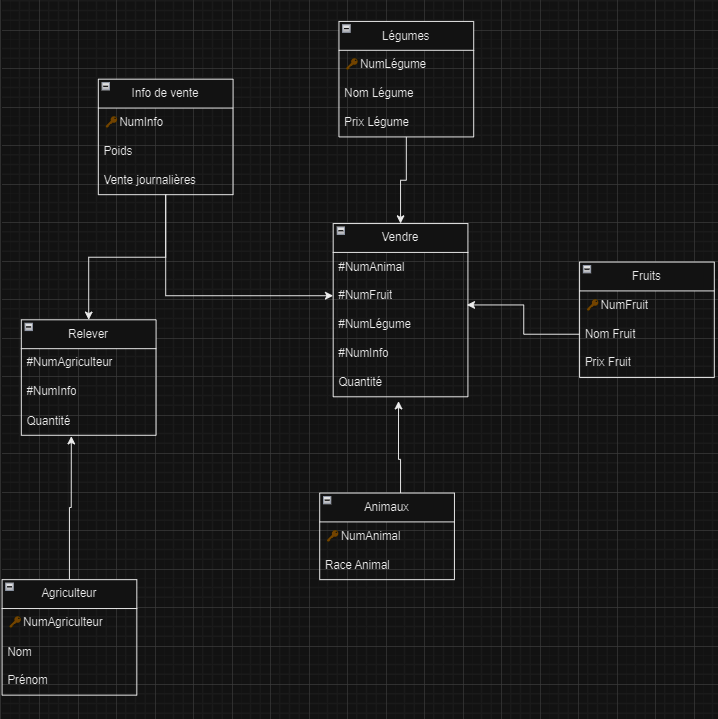 Légumes
NumLégume
Nom Légume
Prix Légume
Info de vente
NumInfo
Poids
Vente journalières
Vendre
#NumAnimal
#NumFruit
#NumLégume
#NumInfo
Quantité
Fruits
NumFruit
Nom Fruit
Prix Fruit
Relever
#NumAgriculteur
#NumInfo
Quantité
Animaux
NumAnimal
Race Animal
Agriculteur
NumAgriculteur
Nom
Prénom